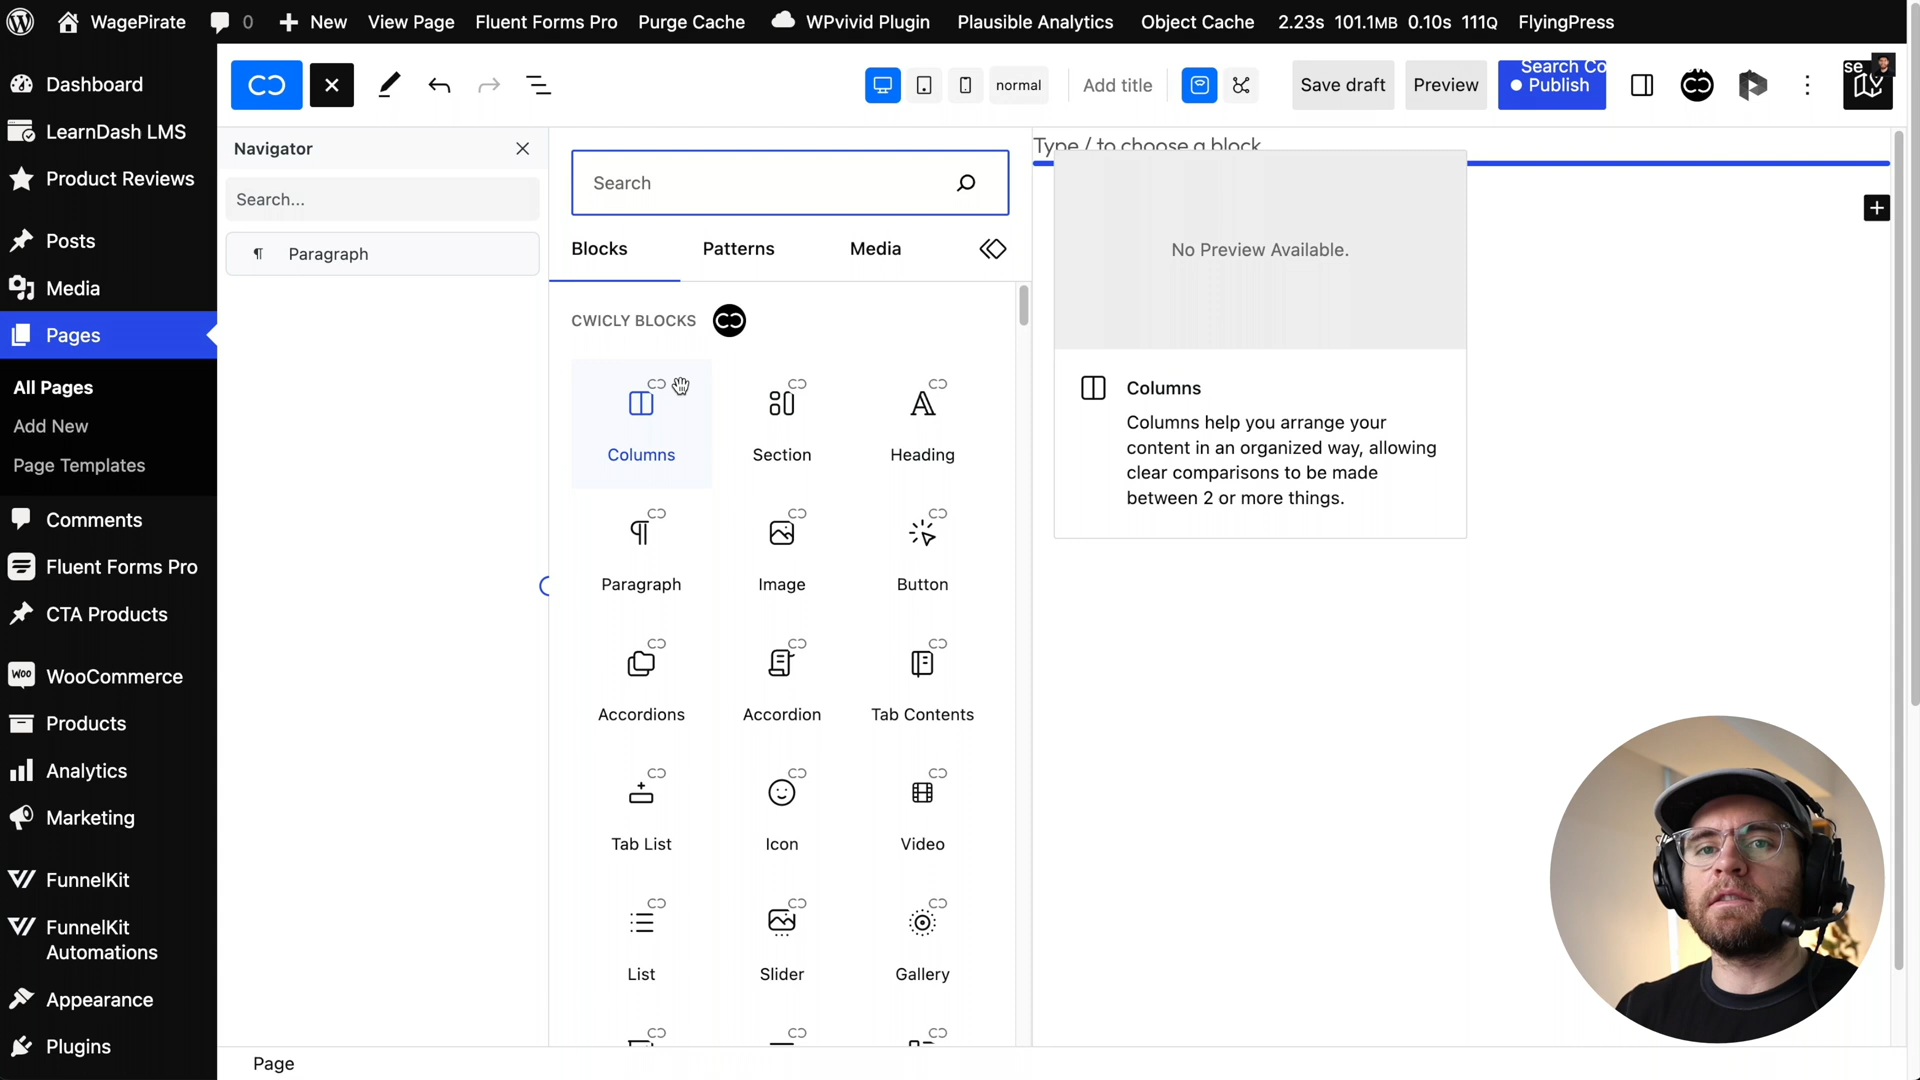 WagePirate
0
New
View Page
Fluent Forms Pro
Purge Cache
WPvivid Plugin
Plausible Analytics
Object Cache
2.23s 101.1MB 0.10s 111Q
FlyingPress
Dashboard
LearnDash LMS
Product Reviews
Posts
Media
Pages
All Pages
Add New
Page Templates
Comments
Fluent Forms Pro
CTA Products
WooCommerce
Products
Analytics
Marketing
FunnelKit
FunnelKit
Automations
Appearance
Plugins
normal
Add title
Save draft
Preview
Search Co
Publish
se
Navigator
Search...
Paragraph
Search
Blocks
Patterns
Media
CWICLY BLOCKS
Columns
Section
Heading
Paragraph
Image
Button
Accordions
Accordion
Tab Contents
Tab List
Icon
Video
List
Slider
Gallery
Type / to choose a block
No Preview Available.
Columns
Columns help you arrange your
content in an organized way, allowing
clear comparisons to be made
between 2 or more things.
Page